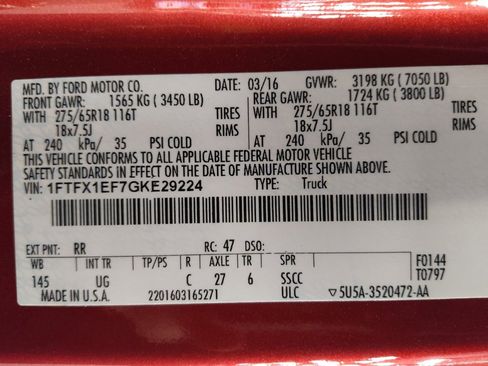 MFD. BY FORD MOTOR CO. DATE: 03/16 GVWR: 3198 KG ( 7050 LB)
FRONT GAWR: 1565 KG ( 3450 LB) REAR GAWR: 1724 KG ( 3800 LB)
WITH 275/65R18 116T TIRES WITH 275/65R18 116T TIRES
18x7.5J RIMS 18x7.5J RIMS
AT 240 kPa/ 35 PSI COLD AT 240 kPa/ 35 PSI COLD
THIS VEHICLE CONFORMS TO ALL APPLICABLE FEDERAL MOTOR VEHICLE
SAFETY STANDARDS IN EFFECT ON THE DATE OF MANUFACTURE SHOWN ABOVE.
VIN: 1FTFX1EF7GKE29224 TYPE: Truck
EXT PNT: RR RC: 47 DSO:
WB INT TR TP/PS R AXLE TR SPR F0144
145 UG C 27 6 SSCC T0797
MADE IN U.S.A. 2201603165271 ULC ▽5U5A-3520472-AA